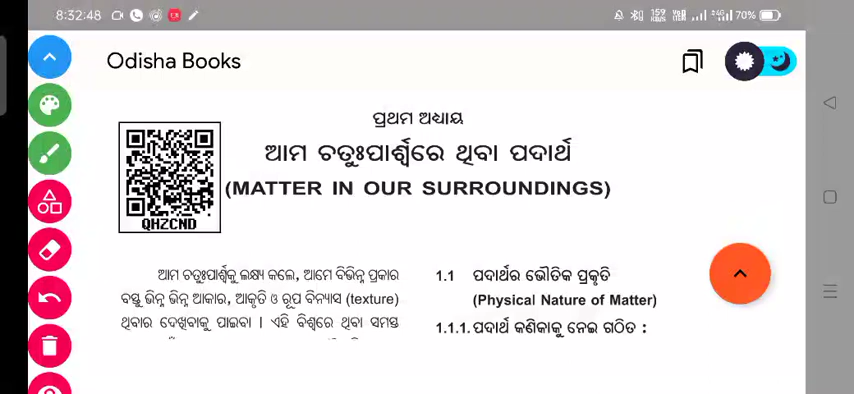 8:32:48
159 KB/S
70%
Odisha Books
ପ୍ରଥମ ଅଧ୍ୟାୟ
ଆମ ଚତୁଃପାର୍ଶ୍ୱରେ ଥିବା ପଦାର୍ଥ
(MATTER IN OUR SURROUNDINGS)
QHZCND
ଆମ ଚତୁଃପାର୍ଶ୍ୱକୁ ଲକ୍ଷ୍ୟ କଲେ, ଆମେ ବିଭିନ୍ନ ପ୍ରକାର
ବସ୍ତୁ ଭିନ୍ନ ଭିନ୍ନ ଆକାର, ଆକୃତି ଓ ରୂପ ବିନ୍ୟାସ (texture)
ଥିବାର ଦେଖିବାକୁ ପାଇବା । ଏହି ବିଶ୍ୱରେ ଥିବା ସମସ୍ତ
1.1 ପଦାର୍ଥର ଭୌତିକ ପ୍ରକୃତି
(Physical Nature of Matter)
1.1.1. ପଦାର୍ଥ କଣିକାକୁ ନେଇ ଗଠିତ :